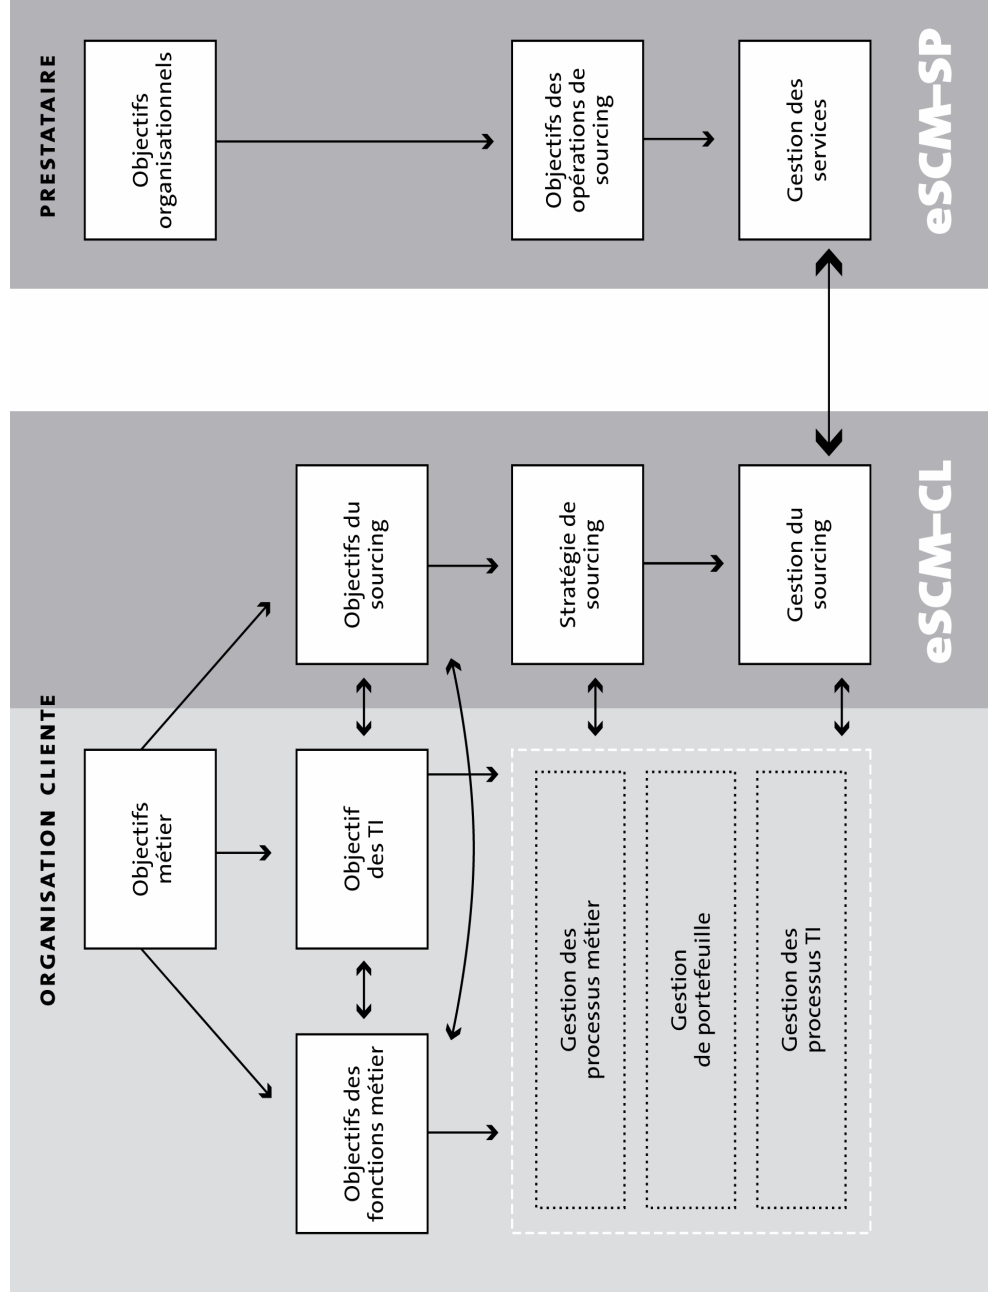 ORGANISATION CLIENTE
PRESTATAIRE
Objectifs
métier
Objectifs
organisationnels
Objectifs des
fonctions métier
Objectif
des TI
Objectifs du
sourcing
Gestion des
processus métier
Gestion
de portefeuille
Gestion des
processus TI
Stratégie de
sourcing
Objectifs des
opérations de
sourcing
Gestion du
sourcing
Gestion des
services
eSCM–CL
eSCM–SP